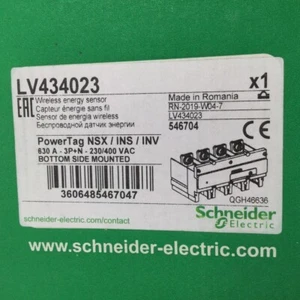 LV434023
x1
EAC
Wireless energy sensor
Capteur énergie sans fil
Sensor de energía wireless
Беспроводной датчик энергии
Made in Romania
RN-2019-W04-7
LV434023
546704
PowerTag NSX / INS / INV
630 A - 3P+N - 230/400 VAC
BOTTOM SIDE MOUNTED
3606485467047
QGH46636
schneider-electric.com/contact
Schneider
Electric
www.schneider-electric.com